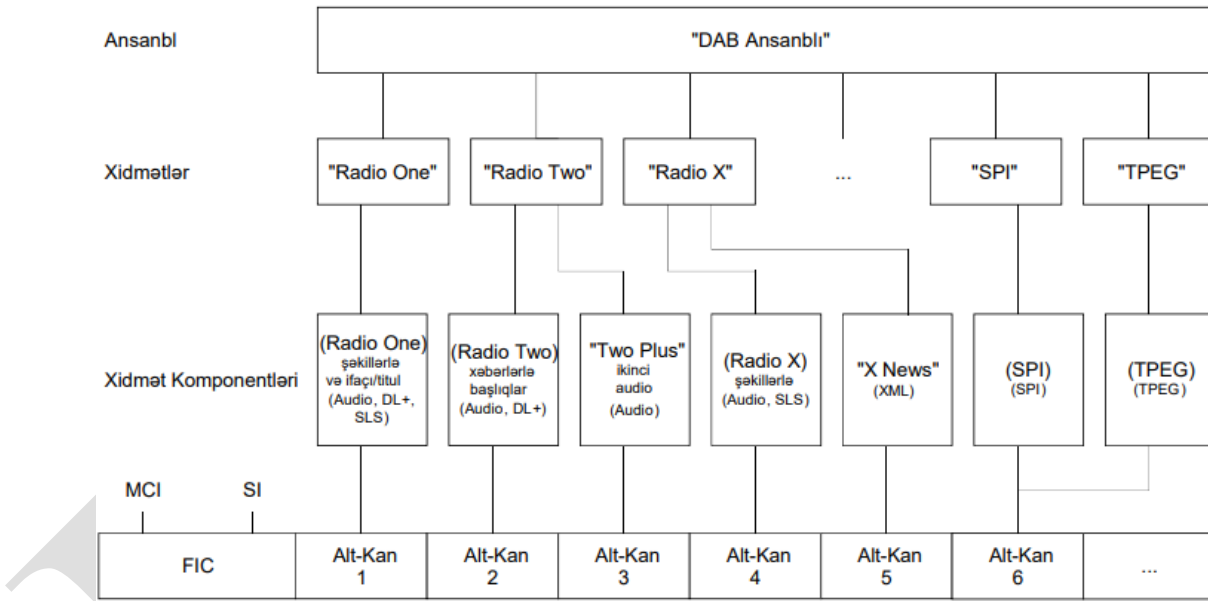 Ansanbl
"DAB Ansanblı"
Xidmətlər
"Radio One"
"Radio Two"
"Radio X"
...
"SPI"
"TPEG"
Xidmət Komponentləri
(Radio One)
şəkillərlə
və ifaçı/titul
(Audio, DL+,
SLS)
(Radio Two)
xəbərlərlə
başlıqlar
(Audio, DL+)
"Two Plus"
ikinci
audio
(Audio)
(Radio X)
şəkillərlə
(Audio, SLS)
"X News"
(XML)
(SPI)
(SPI)
(TPEG)
(TPEG)
MCI
SI
FIC
Alt-Kan
1
Alt-Kan
2
Alt-Kan
3
Alt-Kan
4
Alt-Kan
5
Alt-Kan
6
...